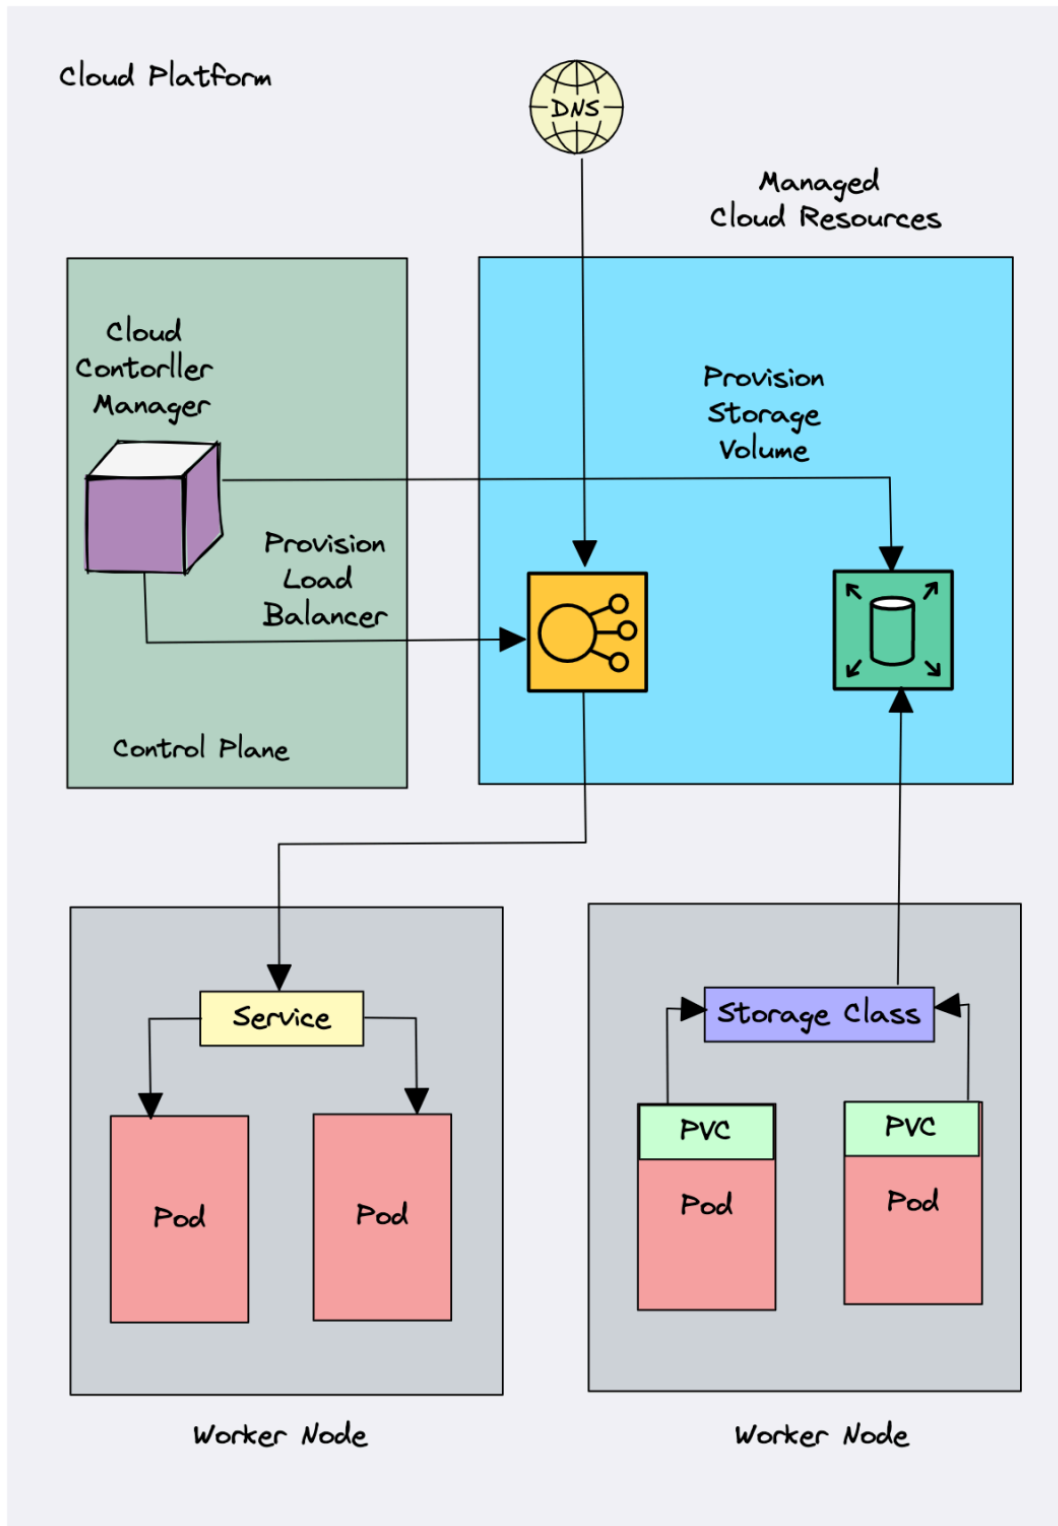 Cloud Platform
DNS
Managed
Cloud Resources
Cloud
Contorller
Manager
Provision
Storage
Volume
Provision
Load
Balancer
Control Plane
Service
Storage Class
PVC
PVC
Pod
Pod
Pod
Pod
Worker Node
Worker Node